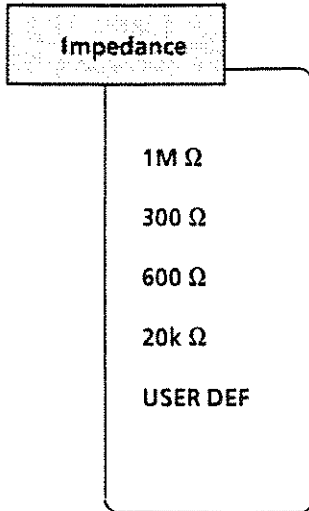 Impedance
1M Ω
300 Ω
600 Ω
20k Ω
USER DEF